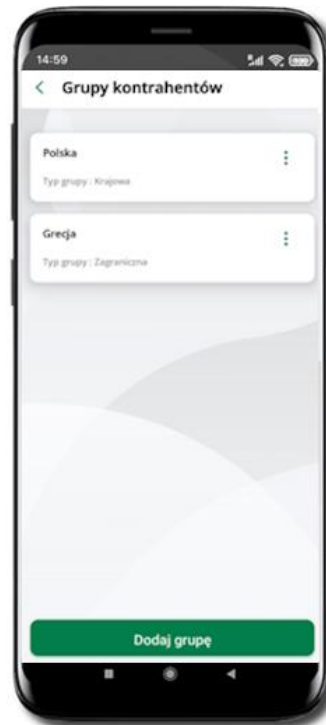 14:59
Grupy kontrahentów
Polska
Typ grupy : Krajowa
Grecja
Typ grupy : Zagraniczna
Dodaj grupę